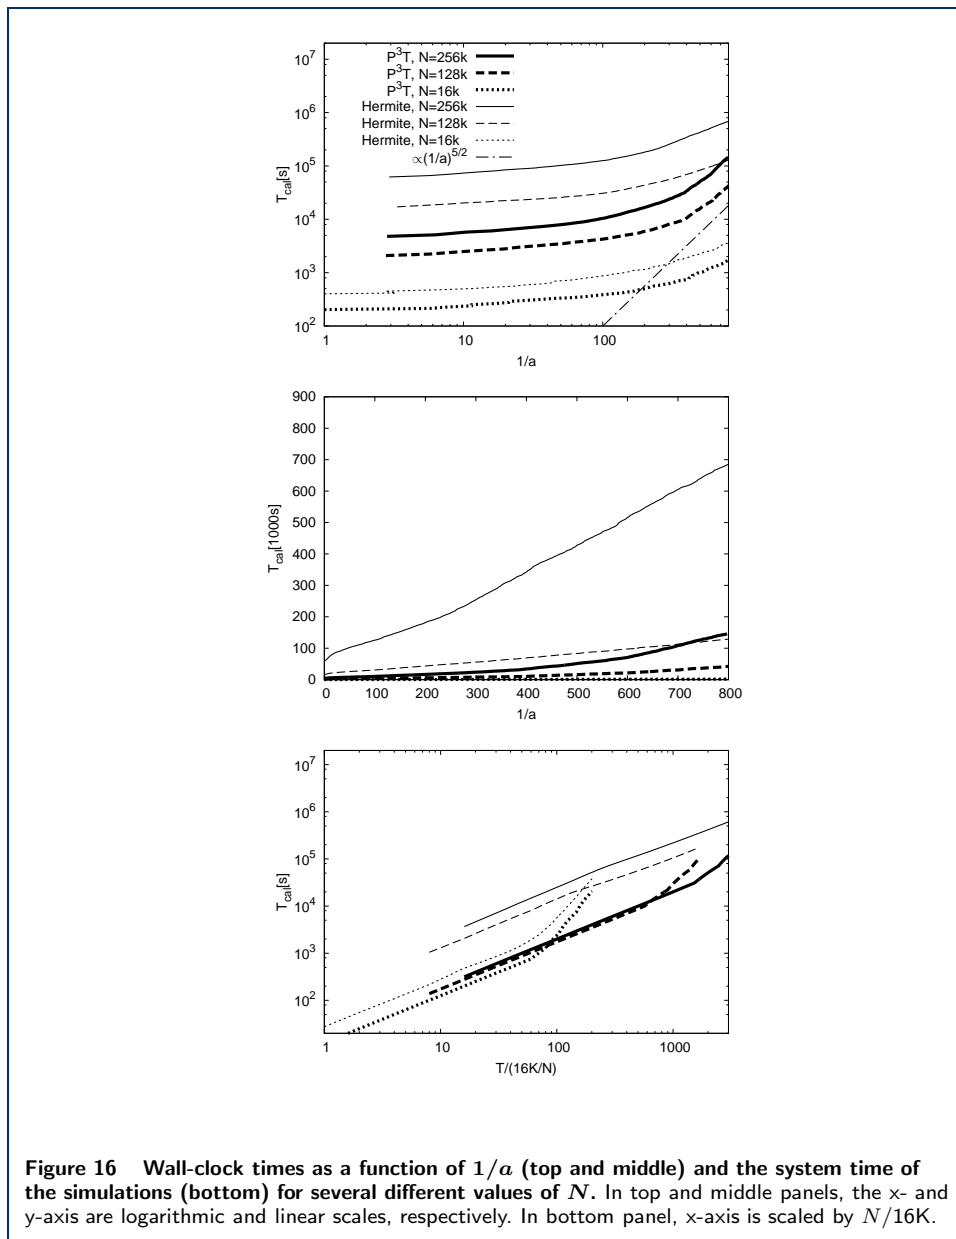 10^7
10^6
10^5
10^4
10^3
10^2
T_cal[s]
P^3T, N=256k
P^3T, N=128k
P^3T, N=16k
Hermite, N=256k
Hermite, N=128k
Hermite, N=16k
∝(1/a)^5/2
1 10 100
1/a
900
800
700
600
500
400
300
200
100
0
T_cal[1000s]
0 100 200 300 400 500 600 700 800
1/a
10^7
10^6
10^5
10^4
10^3
10^2
T_cal[s]
1 10 100 1000
T/(16K/N)
Figure 16 Wall-clock times as a function of 1/a (top and middle) and the system time of
the simulations (bottom) for several different values of N. In top and middle panels, the x- and
y-axis are logarithmic and linear scales, respectively. In bottom panel, x-axis is scaled by N/16K.